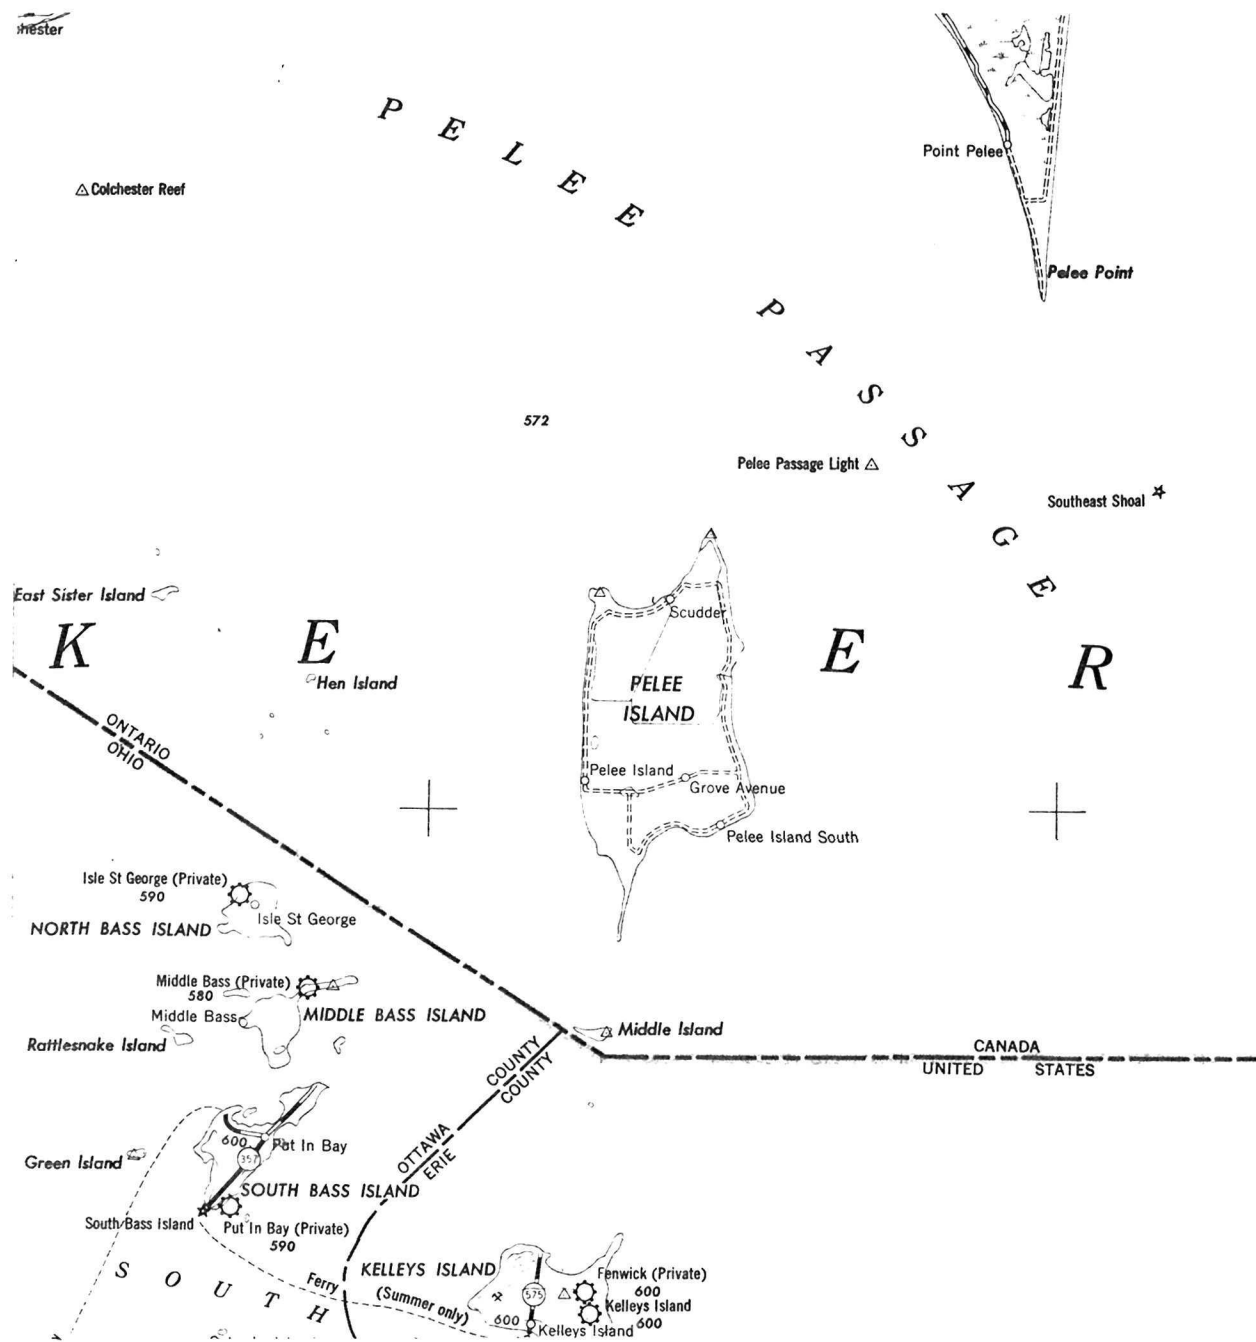 PELEE PASSAGE
Point Pelee
Colchester Reef
Pelee Point
572
Pelee Passage Light
Southeast Shoal
East Sister Island
Scudder
K E E R
Hen Island
PELEE
ISLAND
ONTARIO
OHIO
Pelee Island
Grove Avenue
Pelee Island South
Isle St George (Private)
590
Isle St George
NORTH BASS ISLAND
Middle Bass (Private)
580
Middle Bass
MIDDLE BASS ISLAND
Rattlesnake Island
Middle Island
CANADA
UNITED STATES
OTTAWA COUNTY
ERIE COUNTY
600
Put In Bay
357
Green Island
SOUTH BASS ISLAND
South Bass Island
Put In Bay (Private)
590
SOUTH
Ferry
(Summer only)
KELLEYS ISLAND
Fenwick (Private)
600
575
Kelleys Island
600
600
Kelleys Island